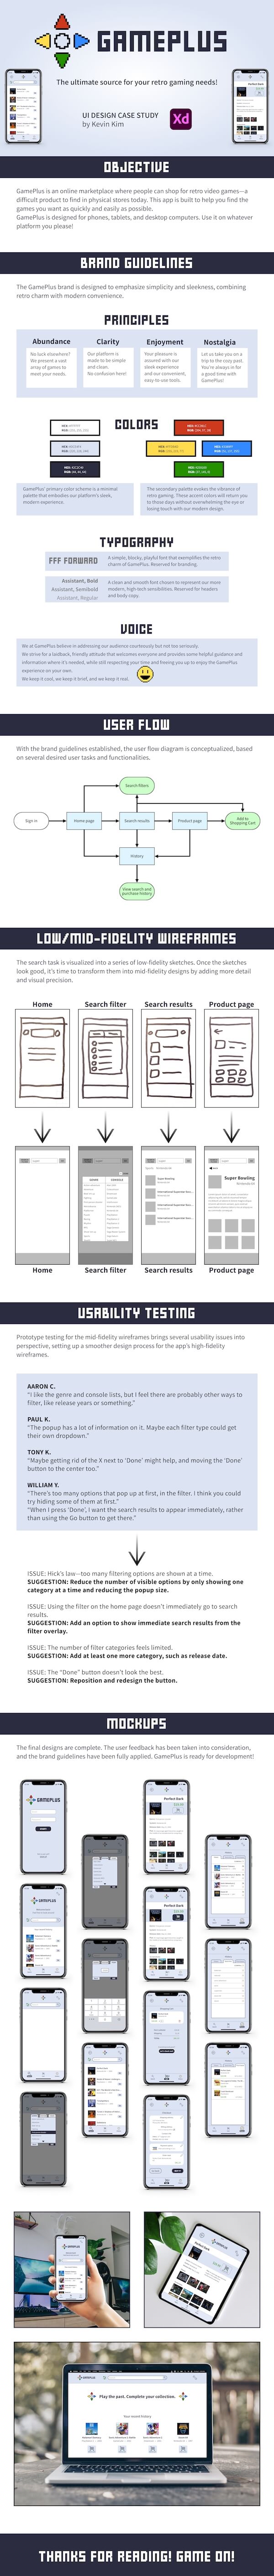 GAMEPLUS
The ultimate source for your retro gaming needs!
UI DESIGN CASE STUDY
by Kevin Kim
Xd
OBJECTIVE
GamePlus is an online marketplace where people can shop for retro video games—a
difficult product to find in physical stores today. This app is built to help you find the
games you want as quickly and easily as possible.
GamePlus is designed for phones, tablets, and desktop computers. Use it on whatever
platform you please!
BRAND GUIDELINES
The GamePlus brand is designed to emphasize simplicity and sleekness, combining
retro charm with modern convenience.
PRINCIPLES
Abundance
No luck elsewhere?
We present a vast
array of games to
meet your needs.
Clarity
Our platform is
made to be simple
and clean.
No confusion here!
Enjoyment
Your pleasure is
assured with our
sleek experience
and our convenient,
easy to use tools.
Nostalgia
Let us take you on a
trip to the cozy past.
You're always in for
a good time with
GamePlus!
COLORS
GamePlus' primary color scheme is a minimal
palette that embodies our platform's sleek,
modern experience.
The secondary palette evokes the vibrance of
retro gaming. These accent colors will return you
to those days without overwhelming the eye or
losing touch with our modern design.
TYPOGRAPHY
FFF FORWARD
A simple, blocky, playful font that exemplifies the retro
charm of GamePlus. Reserved for branding.
Assistant, Bold
Assistant, Semibold
Assistant, Regular
A clean and smooth font chosen to represent our more
modern, high-tech sensibilities. Reserved for headers
and body copy.
VOICE
We at GamePlus believe in addressing our audience courteously but not too seriously.
We strive for a laidback, friendly attitude that welcomes everyone and provides some helpful guidance and
information where it's needed, while still respecting your time and freeing you up to enjoy the GamePlus
experience on your own.
We keep it cool, we keep it brief, and we keep it real.
USER FLOW
With the brand guidelines established, the user flow diagram is conceptualized, based
on several desired user tasks and functionalities.
Search filters
Sign in
Home page
Search results
Product page
Add to
Shopping Cart
History
View search and
purchase history
LOW/MID-FIDELITY WIREFRAMES
The search task is visualized into a series of low-fidelity sketches. Once the sketches
look good, it's time to transform them into mid-fidelity designs by adding more detail
and visual precision.
Home
Search filter
Search results
Product page
Super Bowling
Home
Search filter
Search results
Product page
USABILITY TESTING
Prototype testing for the mid-fidelity wireframes brings several usability issues into
perspective, setting up a smoother design process for the app's high-fidelity
wireframes.
AARON C.
"I like the genre and console lists, but I feel there are probably other ways to
filter, like release years or something."
PAUL K.
"The popup has a lot of information on it. Maybe each filter type could get
their own dropdown."
TONY K.
"Maybe getting rid of the X next to 'Done' might help, and moving the 'Done'
button to the center too."
WILLIAM Y.
"There's too many options that pop up at first, in the filter. I think you could
try hiding some of them at first."
"When I press 'Done', I want the search results to appear immediately, rather
than using the Go button to get there."
ISSUE: Hick's law—too many filtering options are shown at a time.
SUGGESTION: Reduce the number of visible options by only showing one
category at a time and reducing the popup size.
ISSUE: Using the filter on the home page doesn't immediately go to search
results.
SUGGESTION: Add an option to show immediate search results from the
filter overlay.
ISSUE: The number of filter categories feels limited.
SUGGESTION: Add at least one more category, such as release date.
ISSUE: The "Done" button doesn't look the best.
SUGGESTION: Reposition and redesign the button.
MOCKUPS
The final designs are complete. The user feedback has been taken into consideration,
and the brand guidelines have been fully applied. GamePlus is ready for development!
GAMEPLUS
Perfect Dark
GAMEPLUS
Play the past. Complete your collection.
THANKS FOR READING! GAME ON!